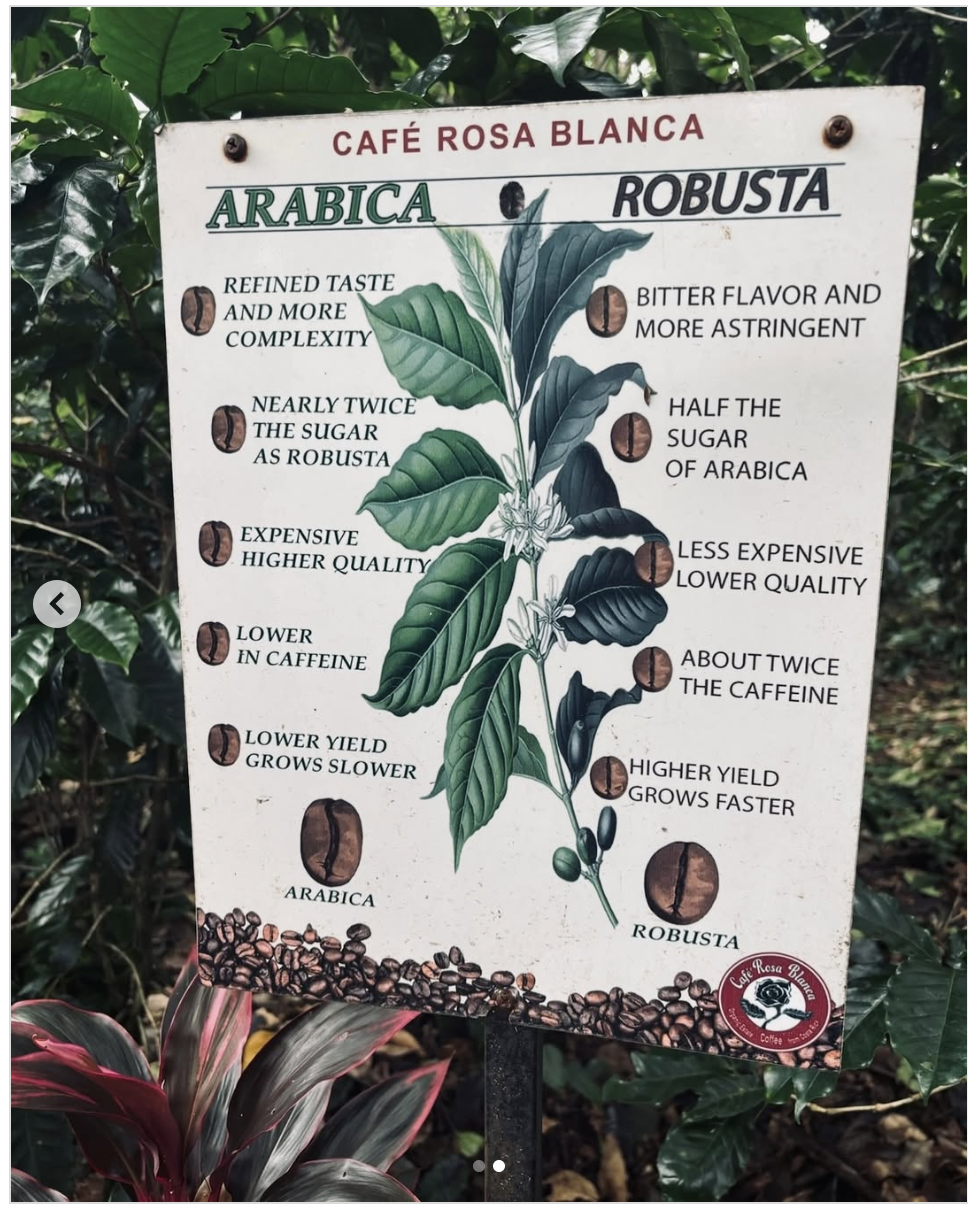 CAFÉ ROSA BLANCA
ARABICA
REFINED TASTE
AND MORE
COMPLEXITY
NEARLY TWICE
THE SUGAR
AS ROBUSTA
EXPENSIVE
HIGHER QUALITY
LOWER
IN CAFFEINE
LOWER YIELD
GROWS SLOWER
ARABICA
ROBUSTA
BITTER FLAVOR AND
MORE ASTRINGENT
HALF THE
SUGAR
OF ARABICA
LESS EXPENSIVE
LOWER QUALITY
ABOUT TWICE
THE CAFFEINE
HIGHER YIELD
GROWS FASTER
ROBUSTA
Café Rosa Blanca
Coffee